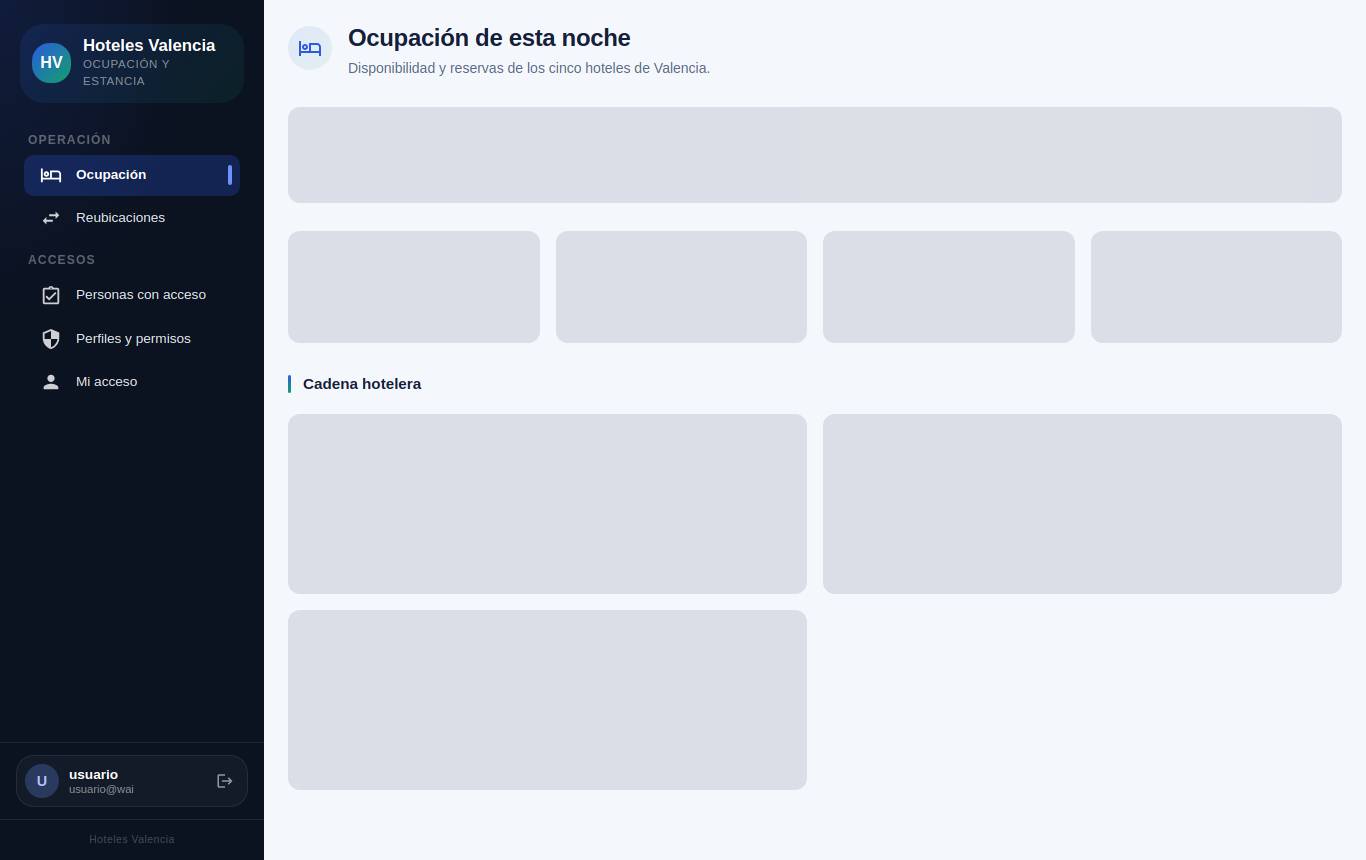 HV
Hoteles Valencia
OCUPACIÓN Y
ESTANCIA
OPERACIÓN
Ocupación
Reubicaciones
ACCESOS
Personas con acceso
Perfiles y permisos
Mi acceso
U
usuario
usuario@wai
Hoteles Valencia
Ocupación de esta noche
Disponibilidad y reservas de los cinco hoteles de Valencia.
Cadena hotelera